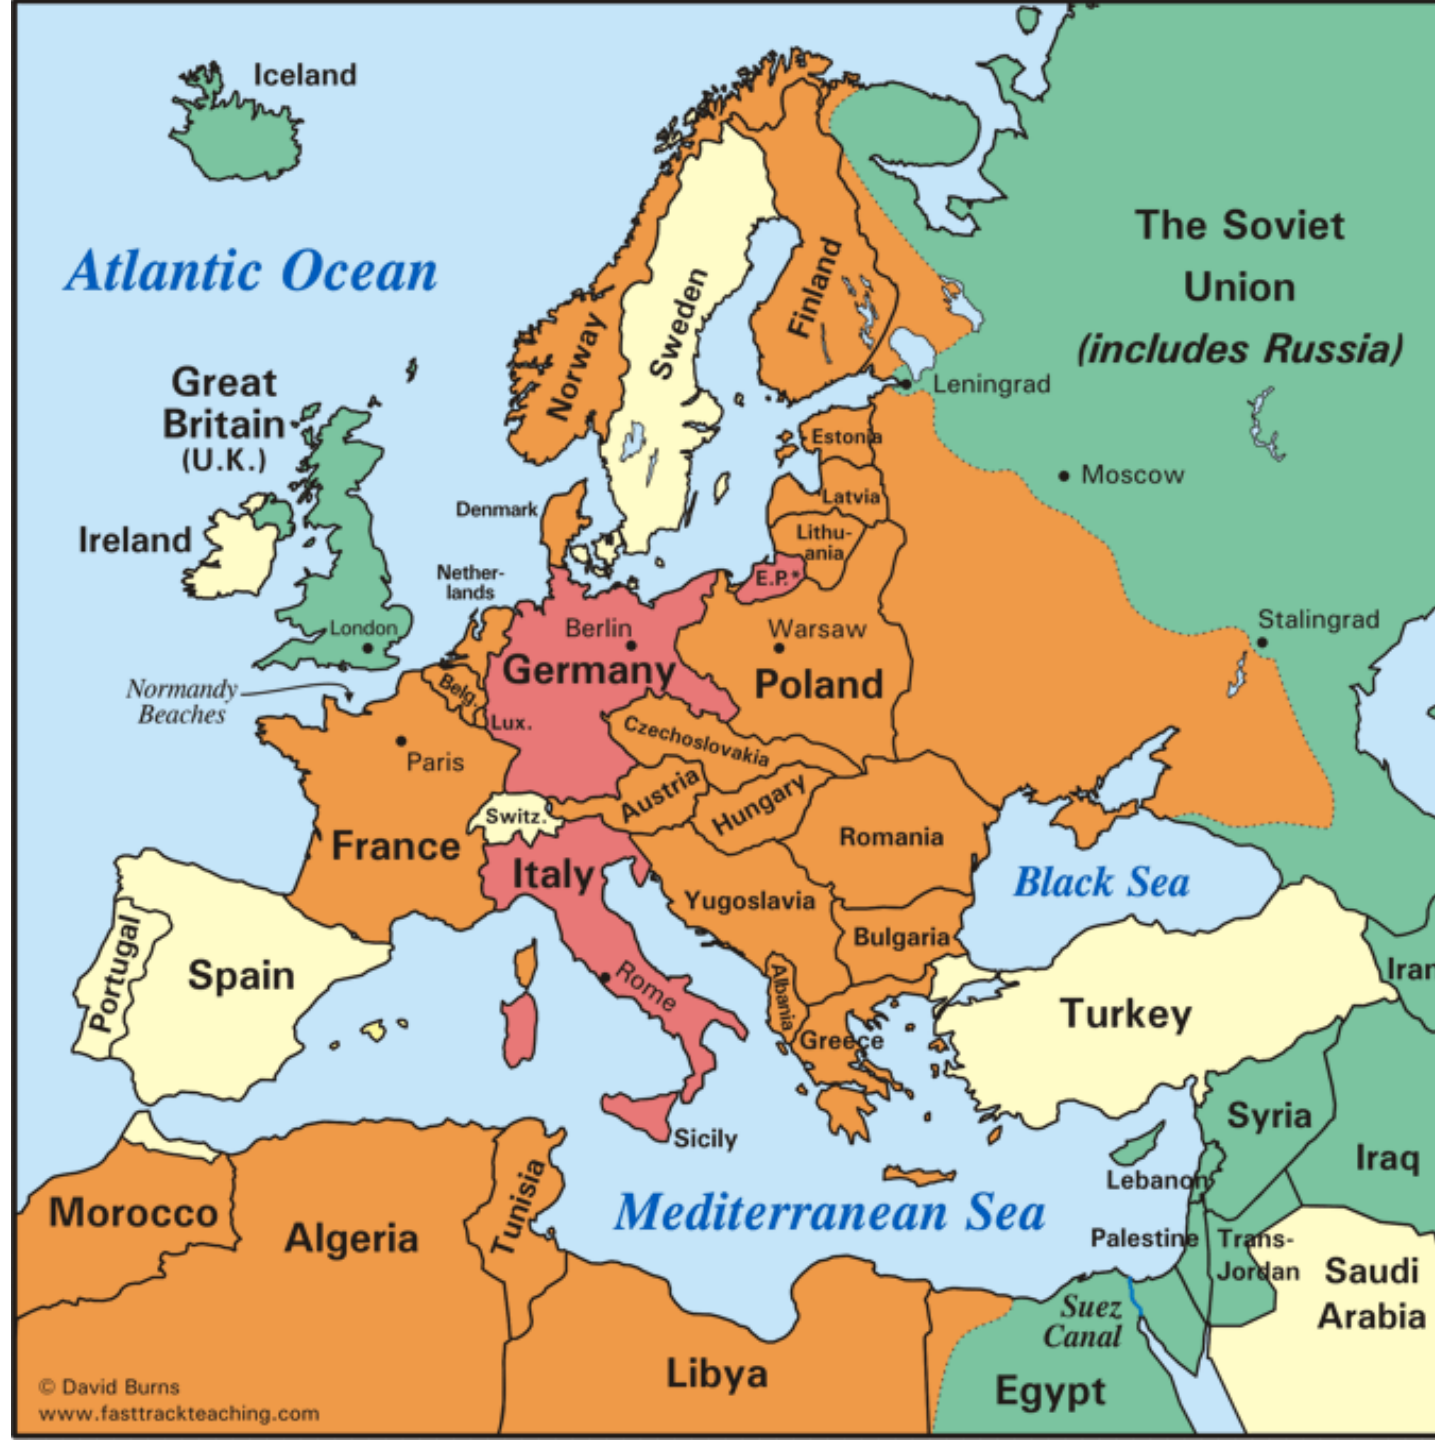 Iceland
Atlantic Ocean
The Soviet
Union
(includes Russia)
Great
Britain
(U.K.)
Ireland
London
Normandy
Beaches
Norway
Sweden
Finland
Leningrad
Moscow
Stalingrad
Estonia
Latvia
Lithu-
ania
Denmark
Nether-
lands
E.P.*
Berlin
Germany
Warsaw
Poland
Belg.
Lux.
Paris
France
Czechoslovakia
Switz.
Austria
Hungary
Romania
Italy
Yugoslavia
Black Sea
Bulgaria
Portugal
Spain
Rome
Albania
Greece
Turkey
Iran
Sicily
Syria
Iraq
Lebanon
Mediterranean Sea
Palestine
Trans-
Jordan
Saudi
Arabia
Morocco
Algeria
Tunisia
Suez
Canal
Libya
Egypt
© David Burns
www.fasttrackteaching.com